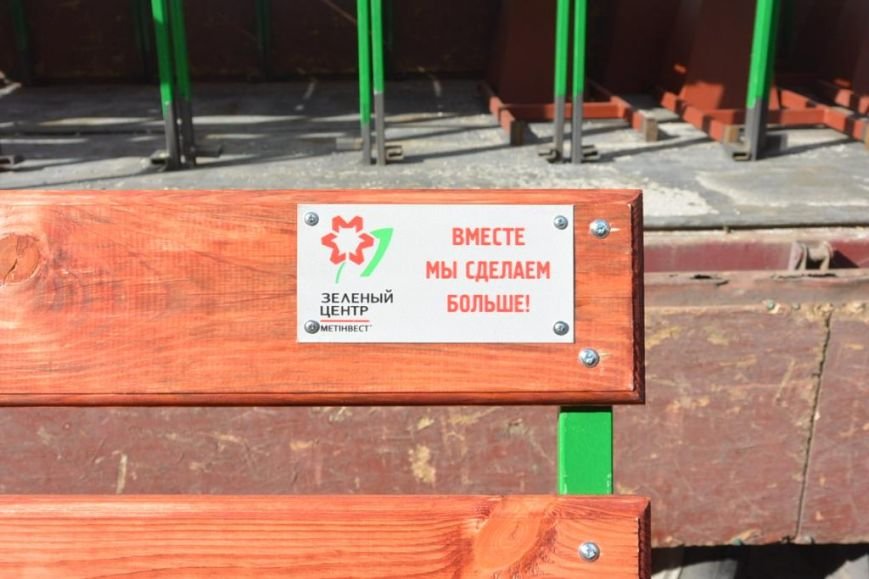 ЗЕЛЕНЫЙ
ЦЕНТР
МЕТІНВЕСТ
ВМЕСТЕ
МЫ СДЕЛАЕМ
БОЛЬШЕ!